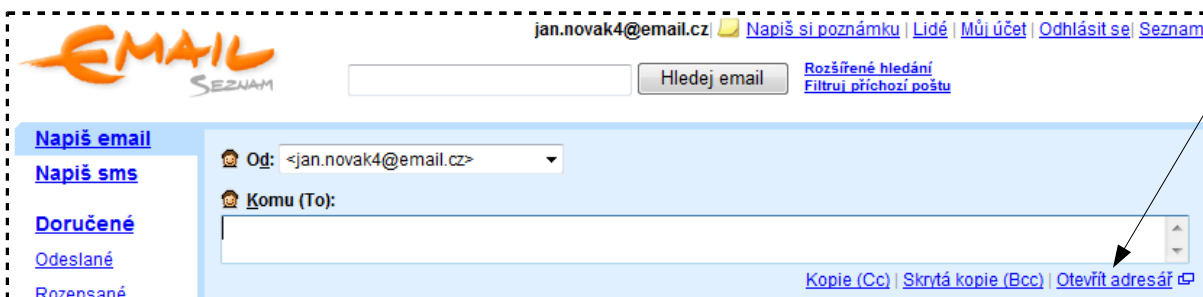 jan.novak4@email.cz| Napiš si poznámku | Lidé | Můj účet | Odhlásit se| Seznam
EMAIL
SEZNAM
Hledej email
Rozšířené hledání
Filtruj příchozí poštu
Napiš email
Napiš sms
Doručené
Odeslané
Rozepsané
Od: <jan.novak4@email.cz>
Komu (To):
Kopie (Cc) | Skrytá kopie (Bcc) | Otevřít adresář